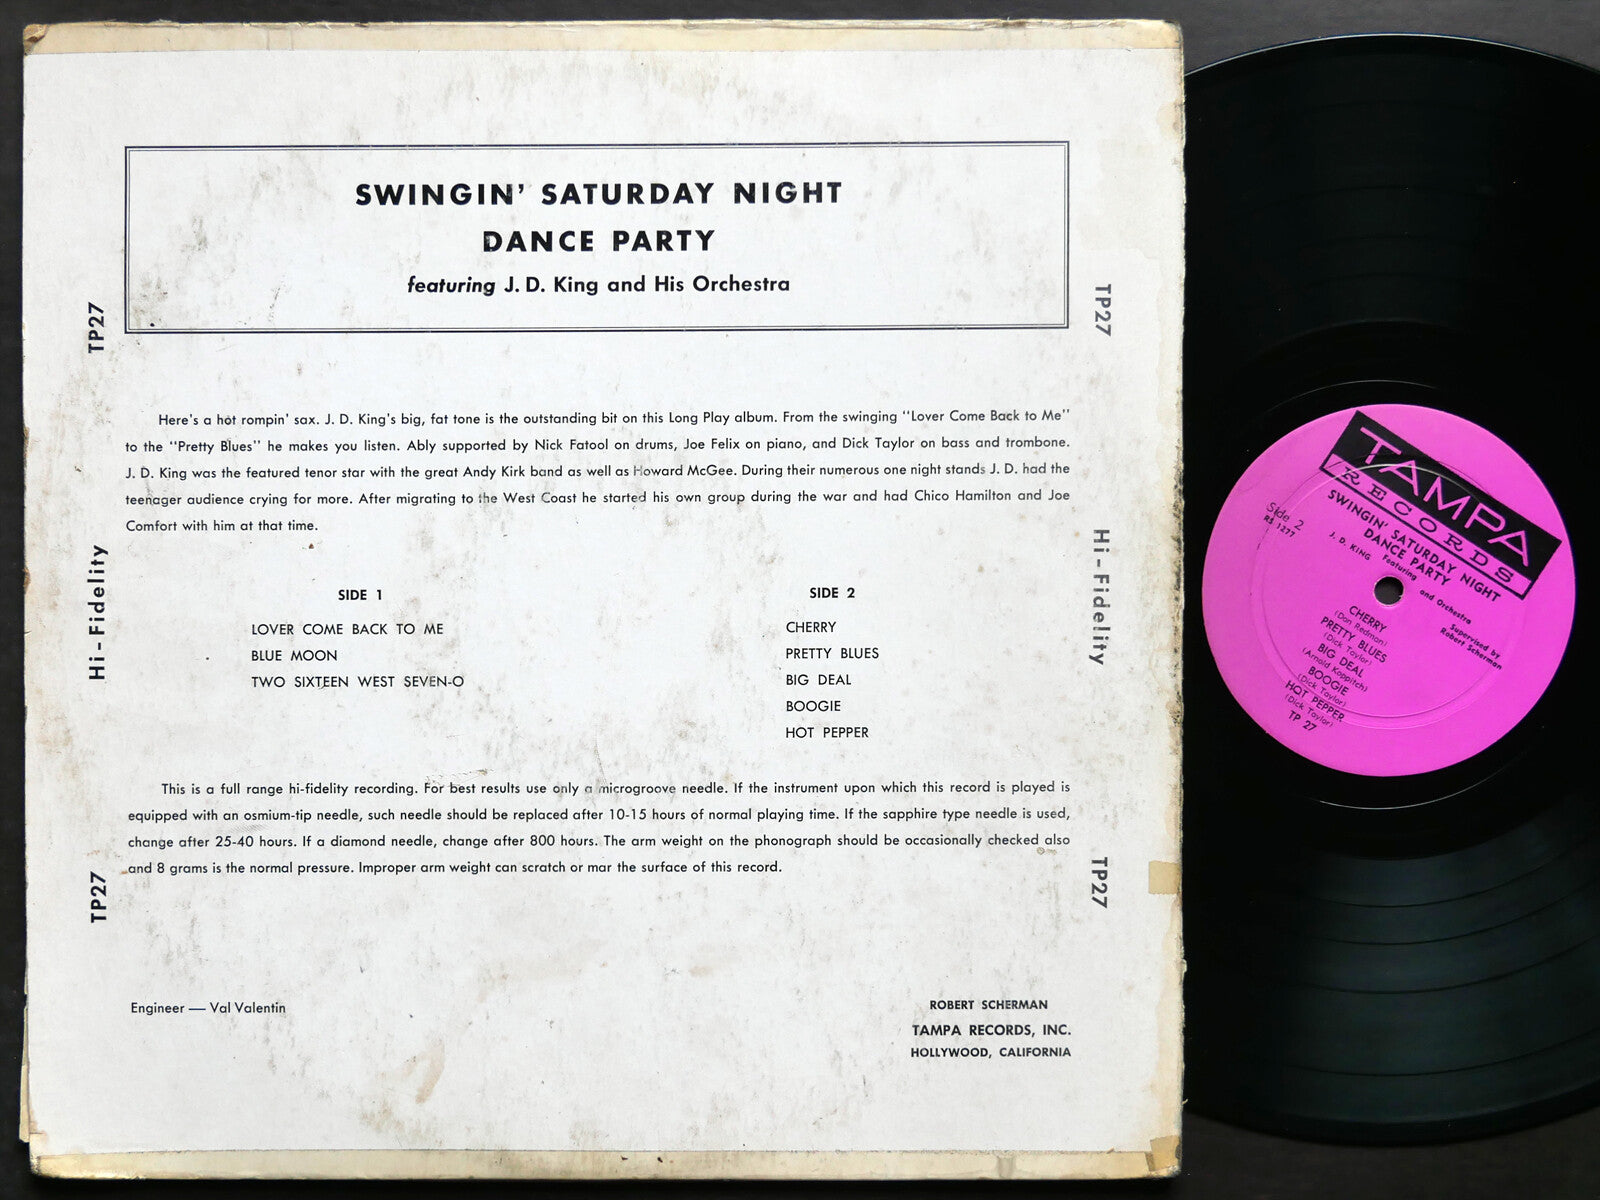 SWINGIN' SATURDAY NIGHT
DANCE PARTY
featuring J. D. King and His Orchestra
TP27
TP27
Here's a hot rompin' sax. J. D. King's big, fat tone is the outstanding bit on this Long Play album. From the swinging "Lover Come Back to Me"
to the "Pretty Blues" he makes you listen. Ably supported by Nick Fatool on drums, Joe Felix on piano, and Dick Taylor on bass and trombone.
J. D. King was the featured tenor star with the great Andy Kirk band as well as Howard McGee. During their numerous one night stands J. D. had the
teenager audience crying for more. After migrating to the West Coast he started his own group during the war and had Chico Hamilton and Joe
Comfort with him at that time.
Hi-Fidelity
Hi-Fidelity
SIDE 1
LOVER COME BACK TO ME
BLUE MOON
TWO SIXTEEN WEST SEVEN-O
SIDE 2
CHERRY
PRETTY BLUES
BIG DEAL
BOOGIE
HOT PEPPER
This is a full range hi-fidelity recording. For best results use only a microgroove needle. If the instrument upon which this record is played is
equipped with an osmium-tip needle, such needle should be replaced after 10-15 hours of normal playing time. If the sapphire type needle is used,
change after 25-40 hours. If a diamond needle, change after 800 hours. The arm weight on the phonograph should be occasionally checked also
and 8 grams is the normal pressure. Improper arm weight can scratch or mar the surface of this record.
TP27
TP27
Engineer — Val Valentin
ROBERT SCHERMAN
TAMPA RECORDS, INC.
HOLLYWOOD, CALIFORNIA
TAMPA
RECORDS
Side 2
RS 1277
SWINGIN' SATURDAY NIGHT
DANCE PARTY
Featuring
J. D. KING and Orchestra
Supervised by
Robert Scherman
CHERRY
(Don Redman)
PRETTY BLUES
(Dick Taylor)
BIG DEAL
(Arnold Koppitch)
BOOGIE
(Dick Taylor)
HOT PEPPER
(Dick Taylor)
TP 27